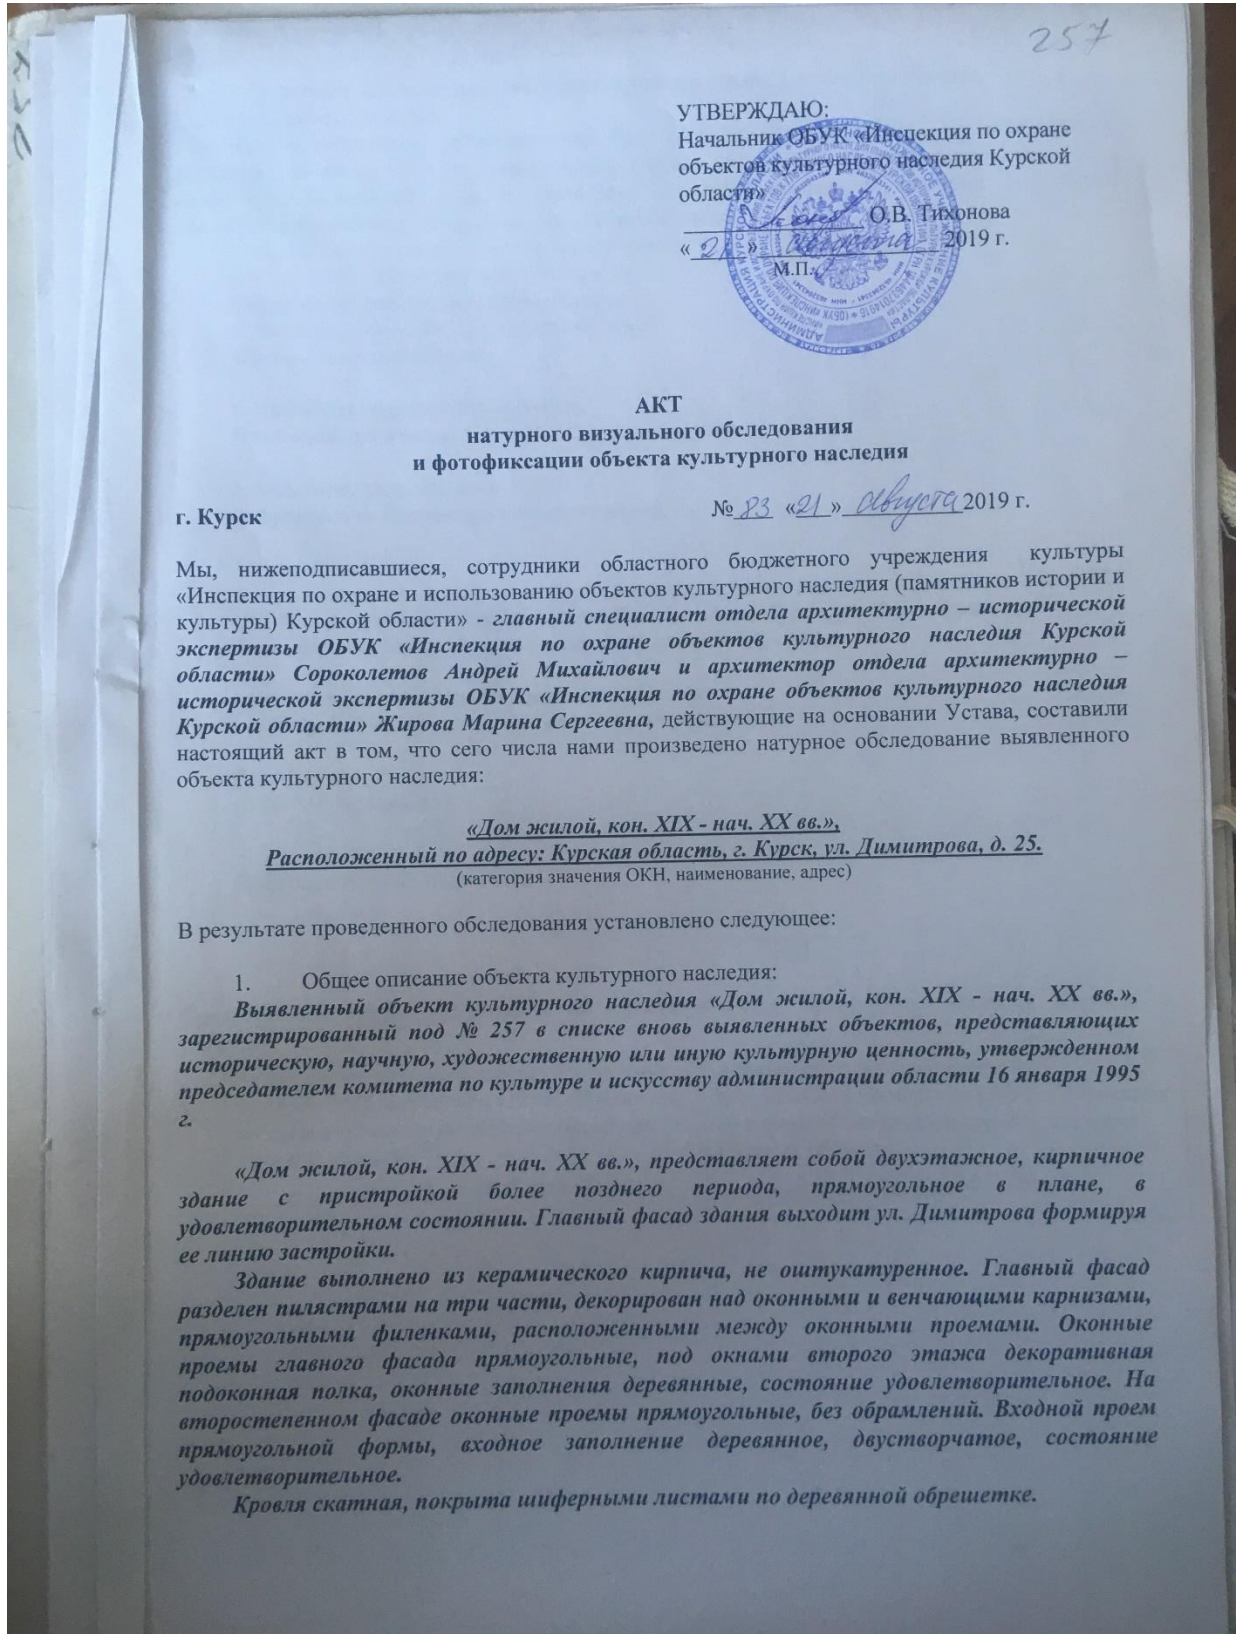 257
УТВЕРЖДАЮ:
Начальник ОБУК «Инспекция по охране
объектов культурного наследия Курской
области»
О.В. Тихонова
«21» августа 2019 г.
М.П.
АКТ
натурного визуального обследования
и фотофиксации объекта культурного наследия
г. Курск № 83 «21» августа 2019 г.
Мы, нижеподписавшиеся, сотрудники областного бюджетного учреждения культуры
«Инспекция по охране и использованию объектов культурного наследия (памятников истории и
культуры) Курской области» - главный специалист отдела архитектурно – исторической
экспертизы ОБУК «Инспекция по охране объектов культурного наследия Курской
области» Сороколетов Андрей Михайлович и архитектор отдела архитектурно –
исторической экспертизы ОБУК «Инспекция по охране объектов культурного наследия
Курской области» Жирова Марина Сергеевна, действующие на основании Устава, составили
настоящий акт в том, что сего числа нами произведено натурное обследование выявленного
объекта культурного наследия:
«Дом жилой, кон. XIX - нач. XX вв.»,
Расположенный по адресу: Курская область, г. Курск, ул. Димитрова, д. 25.
(категория значения ОКН, наименование, адрес)
В результате проведенного обследования установлено следующее:
1. Общее описание объекта культурного наследия:
Выявленный объект культурного наследия «Дом жилой, кон. XIX - нач. XX вв.»,
зарегистрированный под № 257 в списке вновь выявленных объектов, представляющих
историческую, научную, художественную или иную культурную ценность, утвержденном
председателем комитета по культуре и искусству администрации области 16 января 1995
г.
«Дом жилой, кон. XIX - нач. XX вв.», представляет собой двухэтажное, кирпичное
здание с пристройкой более позднего периода, прямоугольное в плане, в
удовлетворительном состоянии. Главный фасад здания выходит ул. Димитрова формируя
ее линию застройки.
Здание выполнено из керамического кирпича, не оштукатуренное. Главный фасад
разделен пилястрами на три части, декорирован над оконными и венчающими карнизами,
прямоугольными филенками, расположенными между оконными проемами. Оконные
проемы главного фасада прямоугольные, под окнами второго этажа декоративная
подоконная полка, оконные заполнения деревянные, состояние удовлетворительное. На
второстепенном фасаде оконные проемы прямоугольные, без обрамлений. Входной проем
прямоугольной формы, входное заполнение деревянное, двустворчатое, состояние
удовлетворительное.
Кровля скатная, покрыта шиферными листами по деревянной обрешетке.